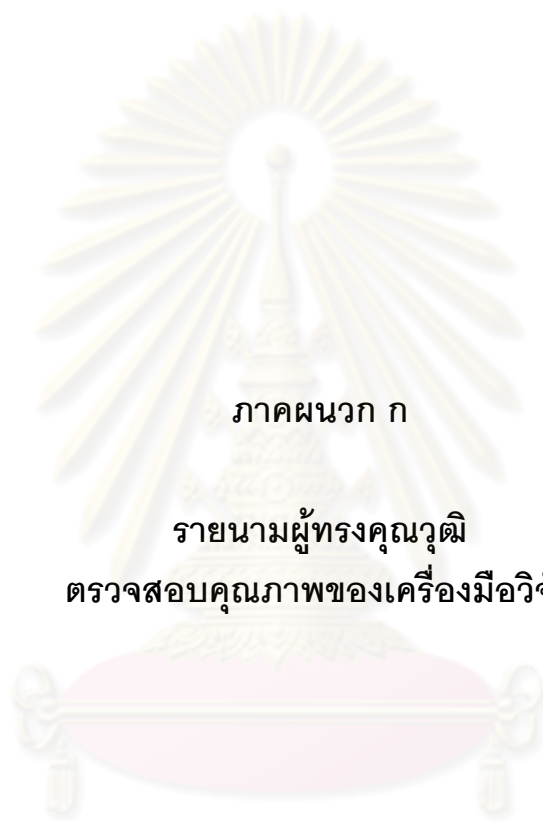 ภาคผนวก ก
รายนามผู้ทรงคุณวุฒิ
ตรวจสอบคุณภาพของเครื่องมือ